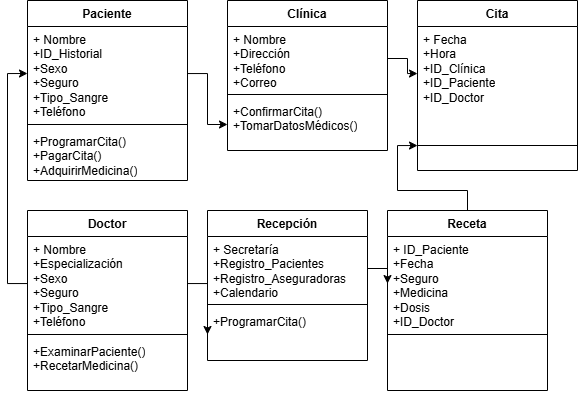 Paciente
+ Nombre
+ID_Historial
+Sexo
+Seguro
+Tipo_Sangre
+Teléfono
+ProgramarCita()
+PagarCita()
+AdquirirMedicina()
Clínica
+ Nombre
+Dirección
+Teléfono
+Correo
+ConfirmarCita()
+TomarDatosMédicos()
Cita
+ Fecha
+Hora
+ID_Clínica
+ID_Paciente
+ID_Doctor
Doctor
+ Nombre
+Especialización
+Sexo
+Seguro
+Tipo_Sangre
+Teléfono
+ExaminarPaciente()
+RecetarMedicina()
Recepción
+ Secretaría
+Registro_Pacientes
+Registro_Aseguradoras
+Calendario
+ProgramarCita()
Receta
+ ID_Paciente
+Fecha
+Seguro
+Medicina
+Dosis
+ID_Doctor